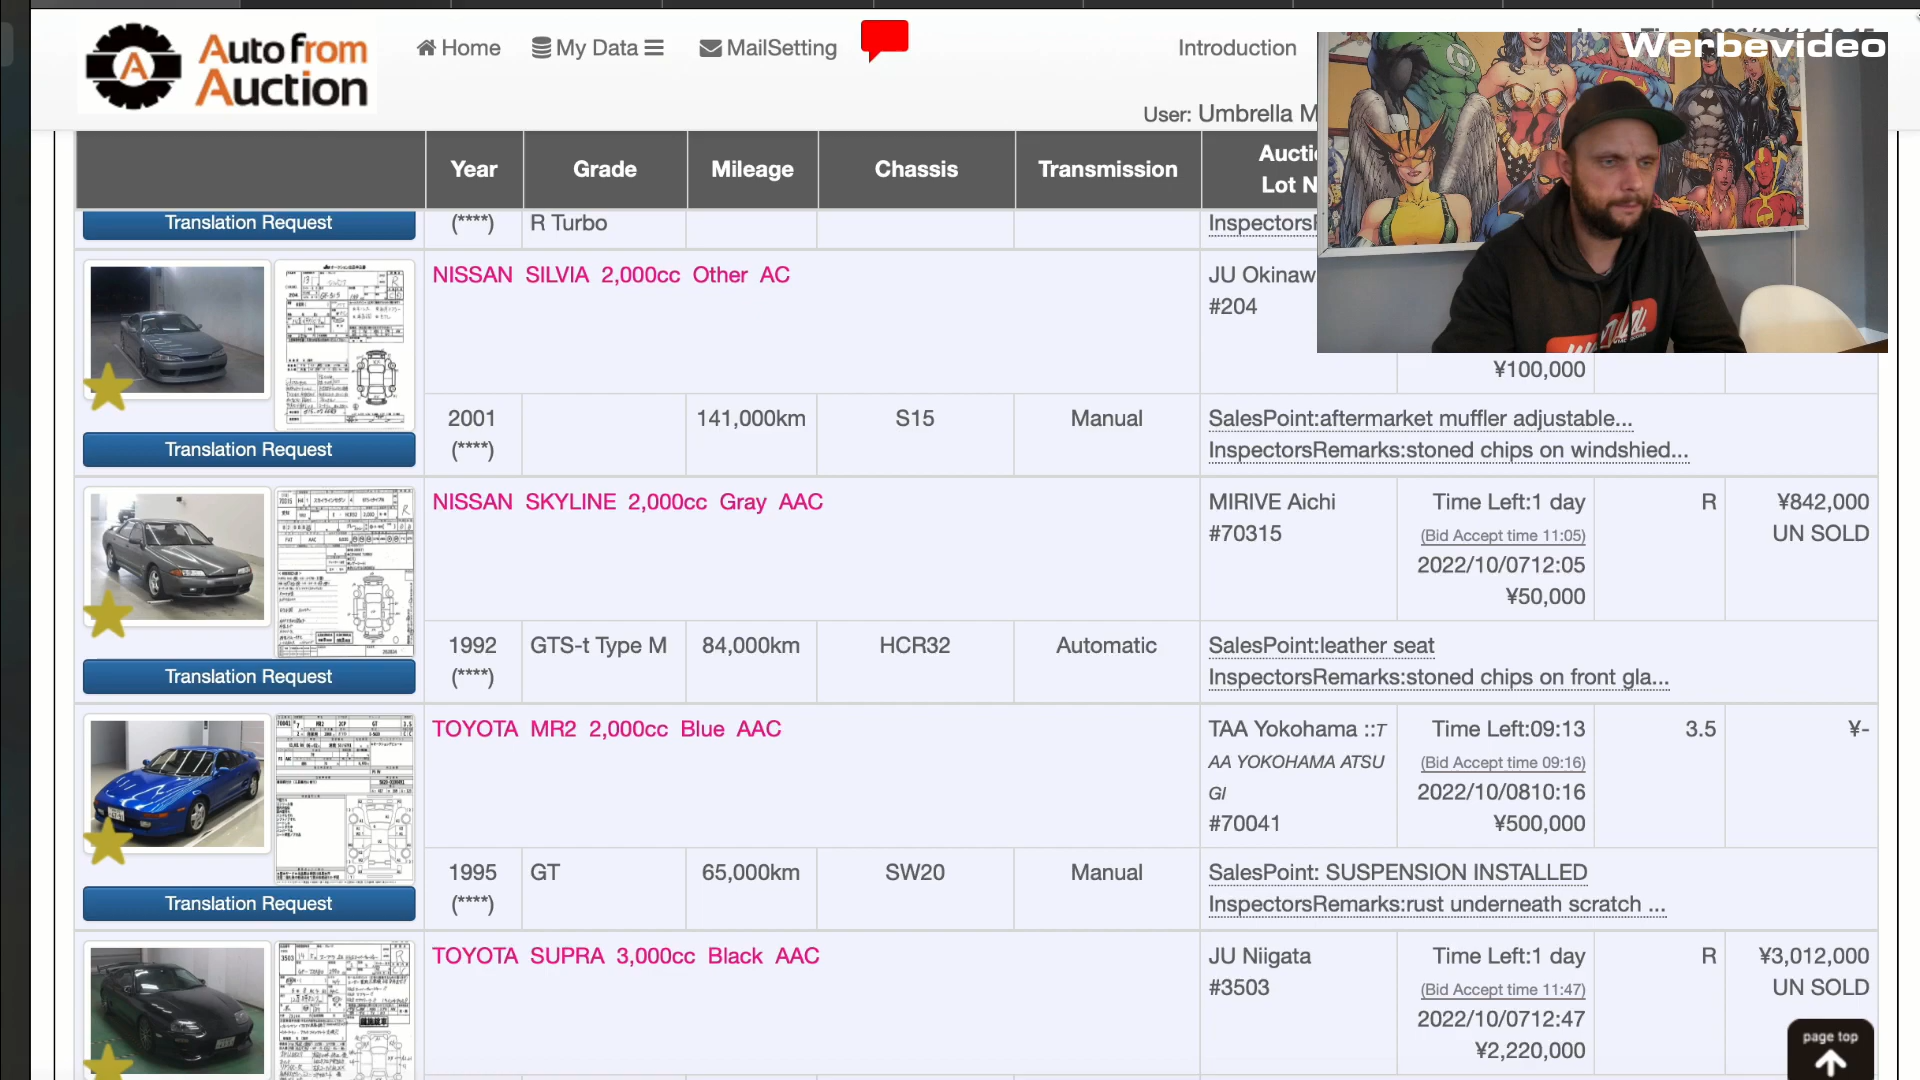 Auto from
Auction
Home
My Data
MailSetting
Introduction
Werbevideo
User: Umbrella M
Year
Grade
Mileage
Chassis
Transmission
Lot N
Translation Request
(****)
R Turbo
NISSAN SILVIA 2,000cc Other AC
JU Okinaw
#204
¥100,000
2001
(****)
141,000km
S15
Manual
SalesPoint:aftermarket muffler adjustable...
InspectorsRemarks:stoned chips on windshied...
Translation Request
NISSAN SKYLINE 2,000cc Gray AAC
MIRIVE Aichi
#70315
Time Left:1 day
(Bid Accept time 11:05)
2022/10/0712:05
¥50,000
R
¥842,000
UN SOLD
1992
(****)
GTS-t Type M
84,000km
HCR32
Automatic
SalesPoint:leather seat
InspectorsRemarks:stoned chips on front gla...
Translation Request
TOYOTA MR2 2,000cc Blue AAC
TAA Yokohama ::T
AA YOKOHAMA ATSU
GI
#70041
Time Left:09:13
(Bid Accept time 09:16)
2022/10/0810:16
¥500,000
3.5
¥-
1995
(****)
GT
65,000km
SW20
Manual
SalesPoint: SUSPENSION INSTALLED
InspectorsRemarks:rust underneath scratch ...
Translation Request
TOYOTA SUPRA 3,000cc Black AAC
JU Niigata
#3503
Time Left:1 day
(Bid Accept time 11:47)
2022/10/0712:47
¥2,220,000
R
¥3,012,000
UN SOLD
page top